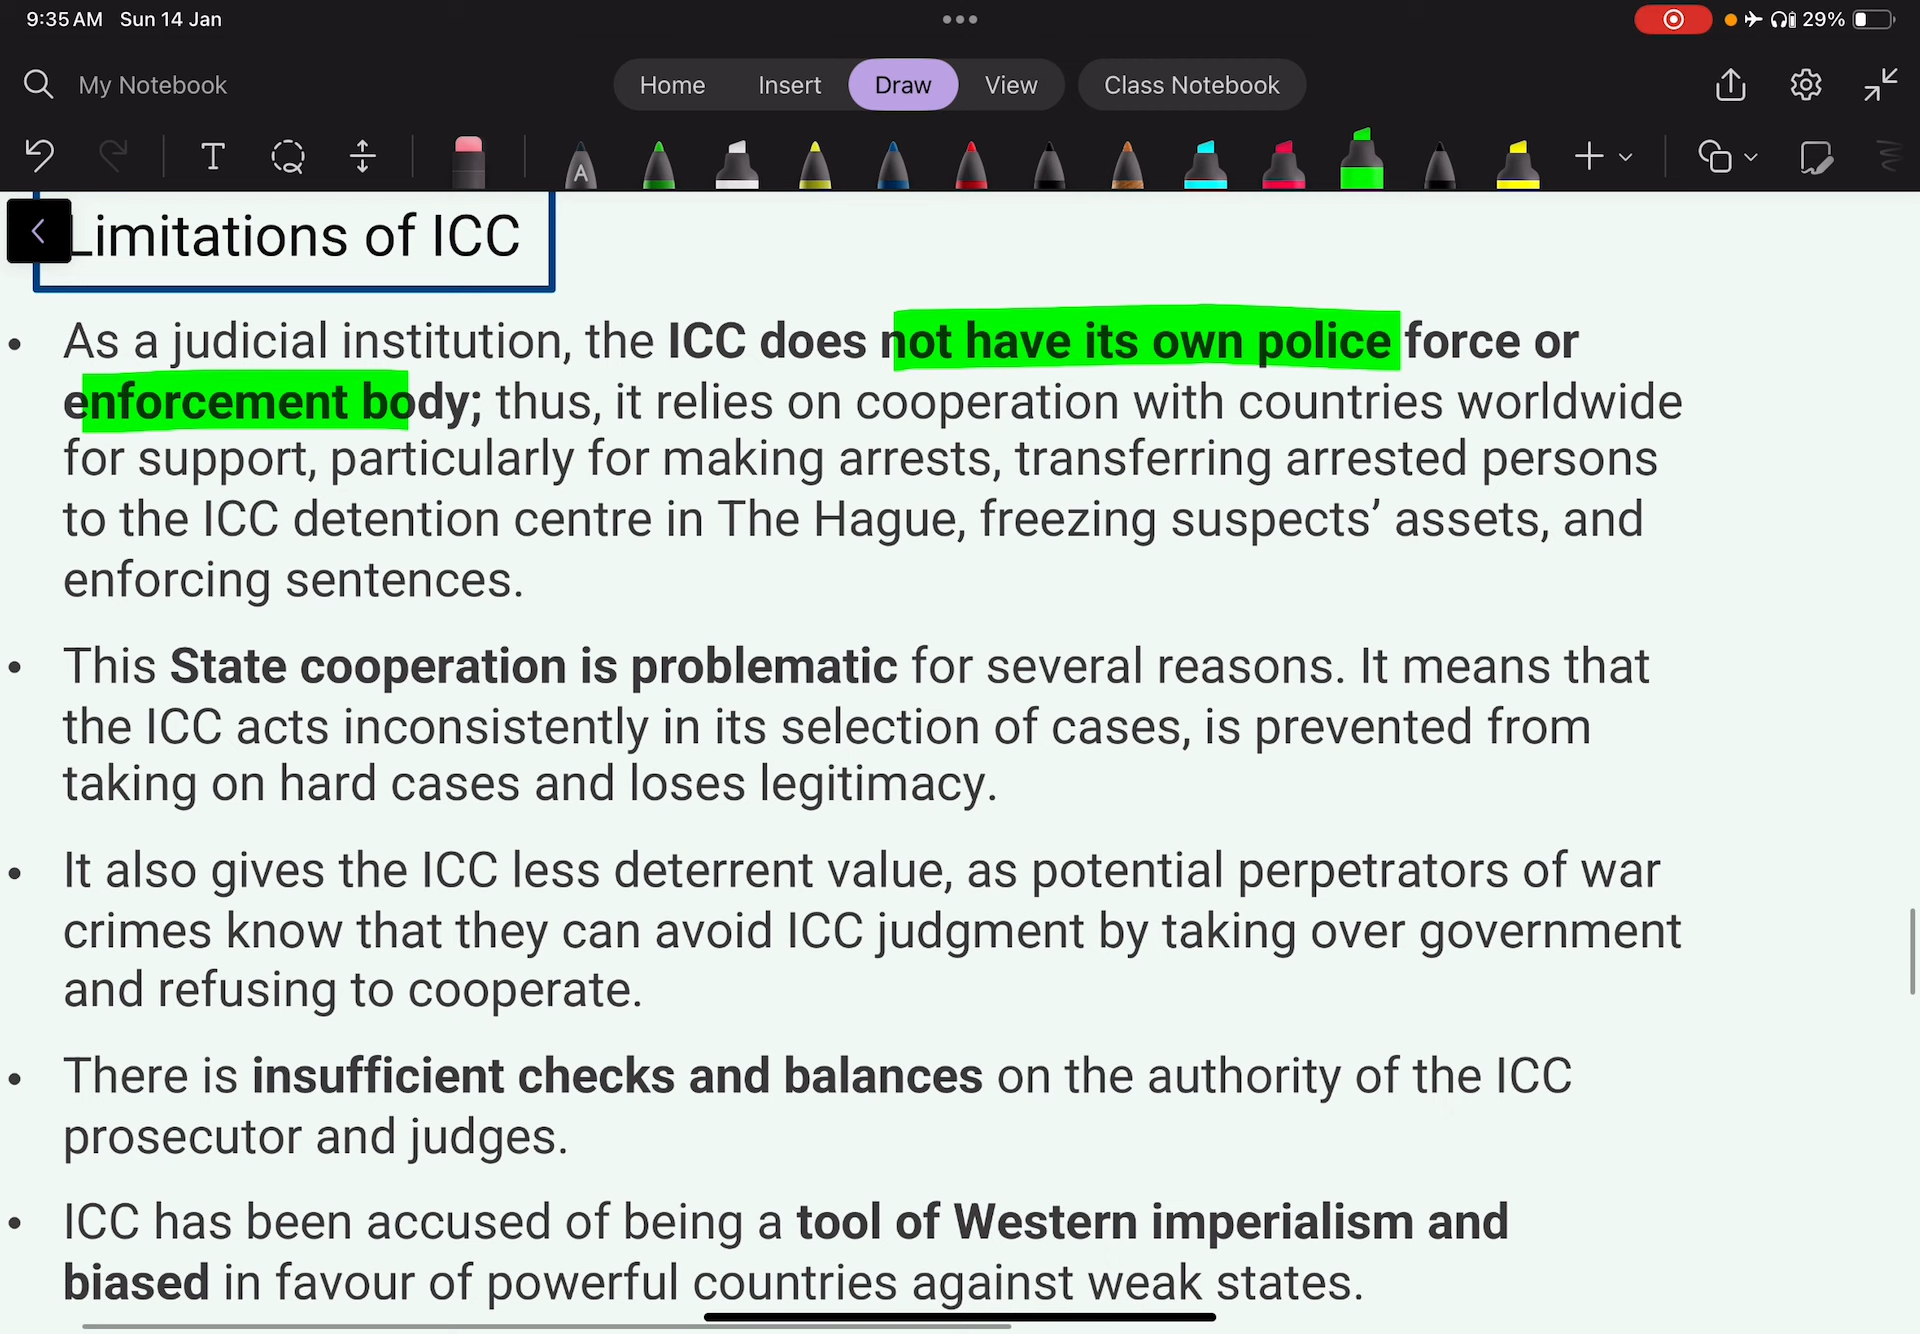 9:35 AM Sun 14 Jan
29%
My Notebook
Home Insert Draw View Class Notebook
T A
Limitations of ICC
• As a judicial institution, the ICC does not have its own police force or
enforcement body; thus, it relies on cooperation with countries worldwide
for support, particularly for making arrests, transferring arrested persons
to the ICC detention centre in The Hague, freezing suspects’ assets, and
enforcing sentences.
• This State cooperation is problematic for several reasons. It means that
the ICC acts inconsistently in its selection of cases, is prevented from
taking on hard cases and loses legitimacy.
• It also gives the ICC less deterrent value, as potential perpetrators of war
crimes know that they can avoid ICC judgment by taking over government
and refusing to cooperate.
• There is insufficient checks and balances on the authority of the ICC
prosecutor and judges.
• ICC has been accused of being a tool of Western imperialism and
biased in favour of powerful countries against weak states.